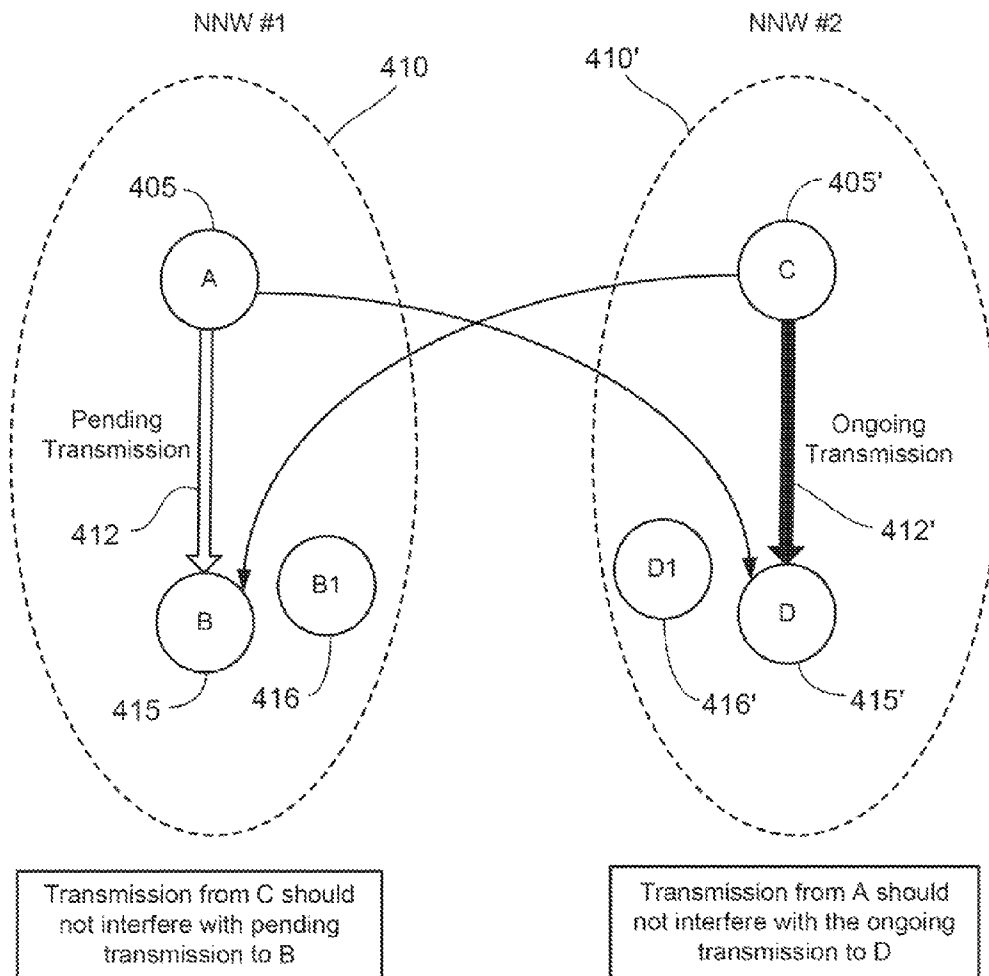 NNW #1
NNW #2
410
410'
405
405'
A
C
Pending
Transmission
Ongoing
Transmission
412
412'
B
B1
D1
D
415
416
416'
415'
Transmission from C should
not interfere with pending
transmission to B
Transmission from A should
not interfere with the ongoing
transmission to D